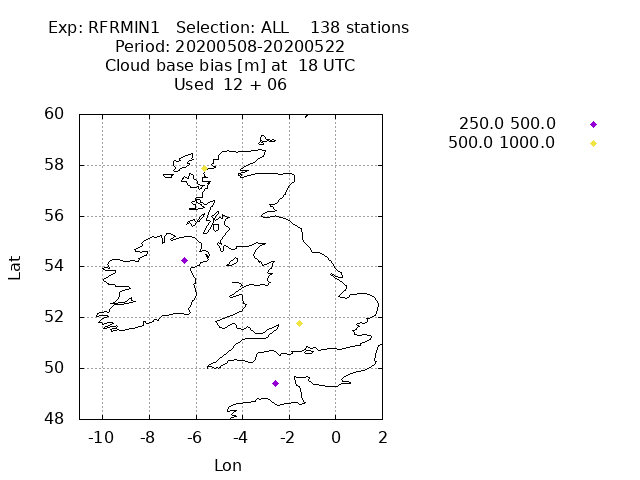 Exp: RFRMIN1   Selection: ALL    138 stations
Period: 20200508-20200522
Cloud base bias [m] at  18 UTC
Used  12 + 06
250.0 500.0
500.0 1000.0
60
58
56
54
52
50
48
Lat
-10 -8 -6 -4 -2 0 2
Lon